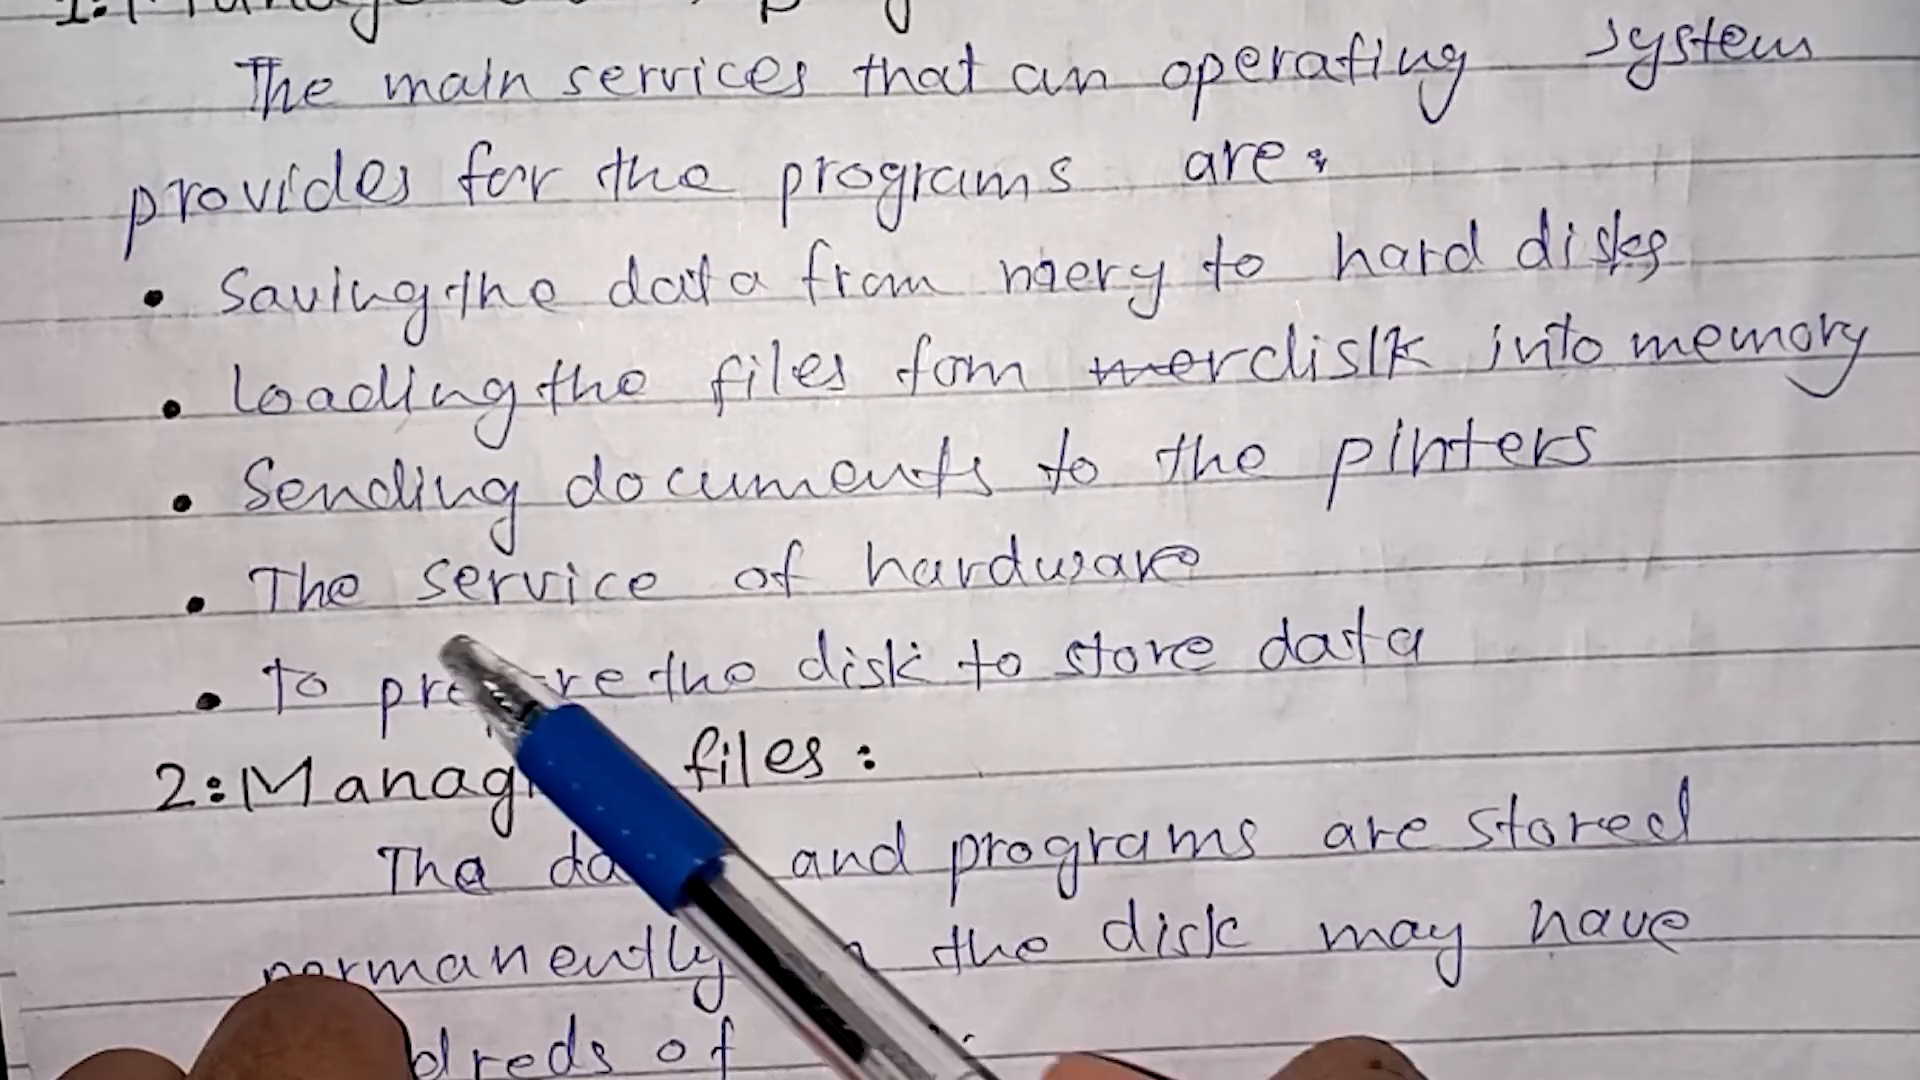 The main services that an operating system
provides for the programs are:
• Saving the data from mery to hard disks
• Loading the files fom disk into memory
• Sending documents to the pinters
• The service of hardware
• To the disk to store data
2: files:
The and programs are stored
permanently the disk may have
of